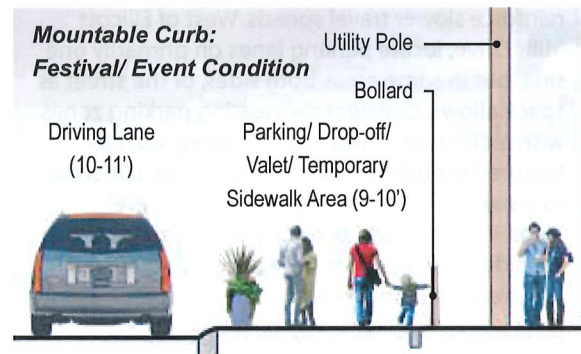 Mountable Curb:
Festival/ Event Condition
Utility Pole
Bollard
Driving Lane
(10-11')
Parking/ Drop-off/
Valet/ Temporary
Sidewalk Area (9-10')